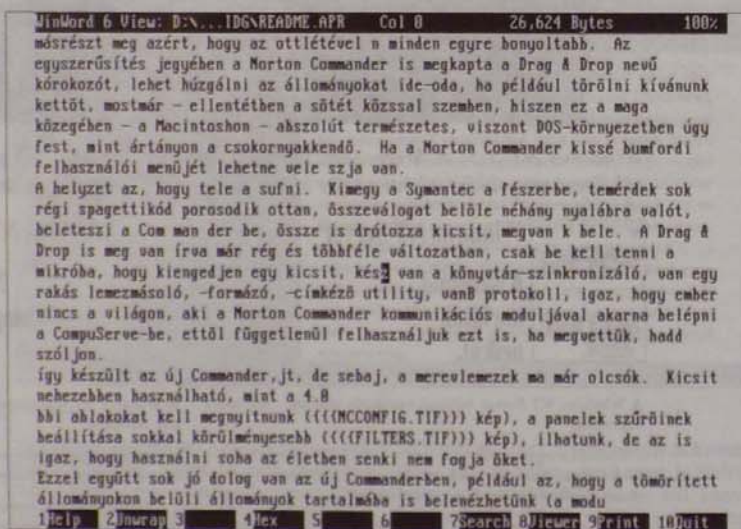 WinWord 6 View: D:\...IDG\README.APR Col 0 26,624 Bytes 100%
másrészt meg azért, hogy az ottlétével n minden egyre bonyoltabb. Az
egyszerűsítés jegyében a Norton Commander is megkapta a Drag & Drop nevű
kórokozót, lehet húzgálni az állományokat ide-oda, ha például törölni kívánunk
kettőt, mostmár - ellentétben a sötét közssal szemben, hiszen ez a maga
közegében - a Macintoshon - abszolút természetes, viszont DOS-környezetben úgy
fest, mint ártányon a csokornyakkendő. Ha a Norton Commander kissé bumfordi
felhasználói menüjét lehetne vele szja van.
A helyzet az, hogy tele a sufni. Kimegy a Symantec a fészerbe, temérdek sok
régi spagettikód porosodik ottan, összeválogat belőle néhány nyalábra valót,
beleteszi a Com man der be, össze is drótozza kicsit, megvan k bele. A Drag &
Drop is meg van írva már rég és többféle változatban, csak be kell tenni a
mikróba, hogy kiengedjen egy kicsit, kész van a könyvtár-szinkronizáló, van egy
rakás lemezmásoló, -formázó, -címkéző utility, vanB protokoll, igaz, hogy ember
nincs a világon, aki a Norton Commander kommunikációs moduljával akarna belépni
a CompuServe-be, ettől függetlenül felhasználjuk ezt is, ha megvettük, hadd
szóljon.
így készült az új Commander,jt, de sebaj, a merevlemezek ma már olcsók. Kicsit
nehezebben használható, mint a 4.0
bbi ablakokat kell megnyitnunk ((((NCCONFIG.TIF))) kép), a panelek szűrőinek
beállítása sokkal körülményesebb ((((FILTERS.TIF))) kép), ilhatunk, de az is
igaz, hogy használni soha az életben senki nem fogja őket.
Ezzel együtt sok jó dolog van az új Commanderben, például az, hogy a tömörített
állományokon belüli állományok tartalmába is belenézhetünk (a modu
1Help 2Unwrap 3 4Hex 5 6 7Search 8Viewer 9Print 10Quit